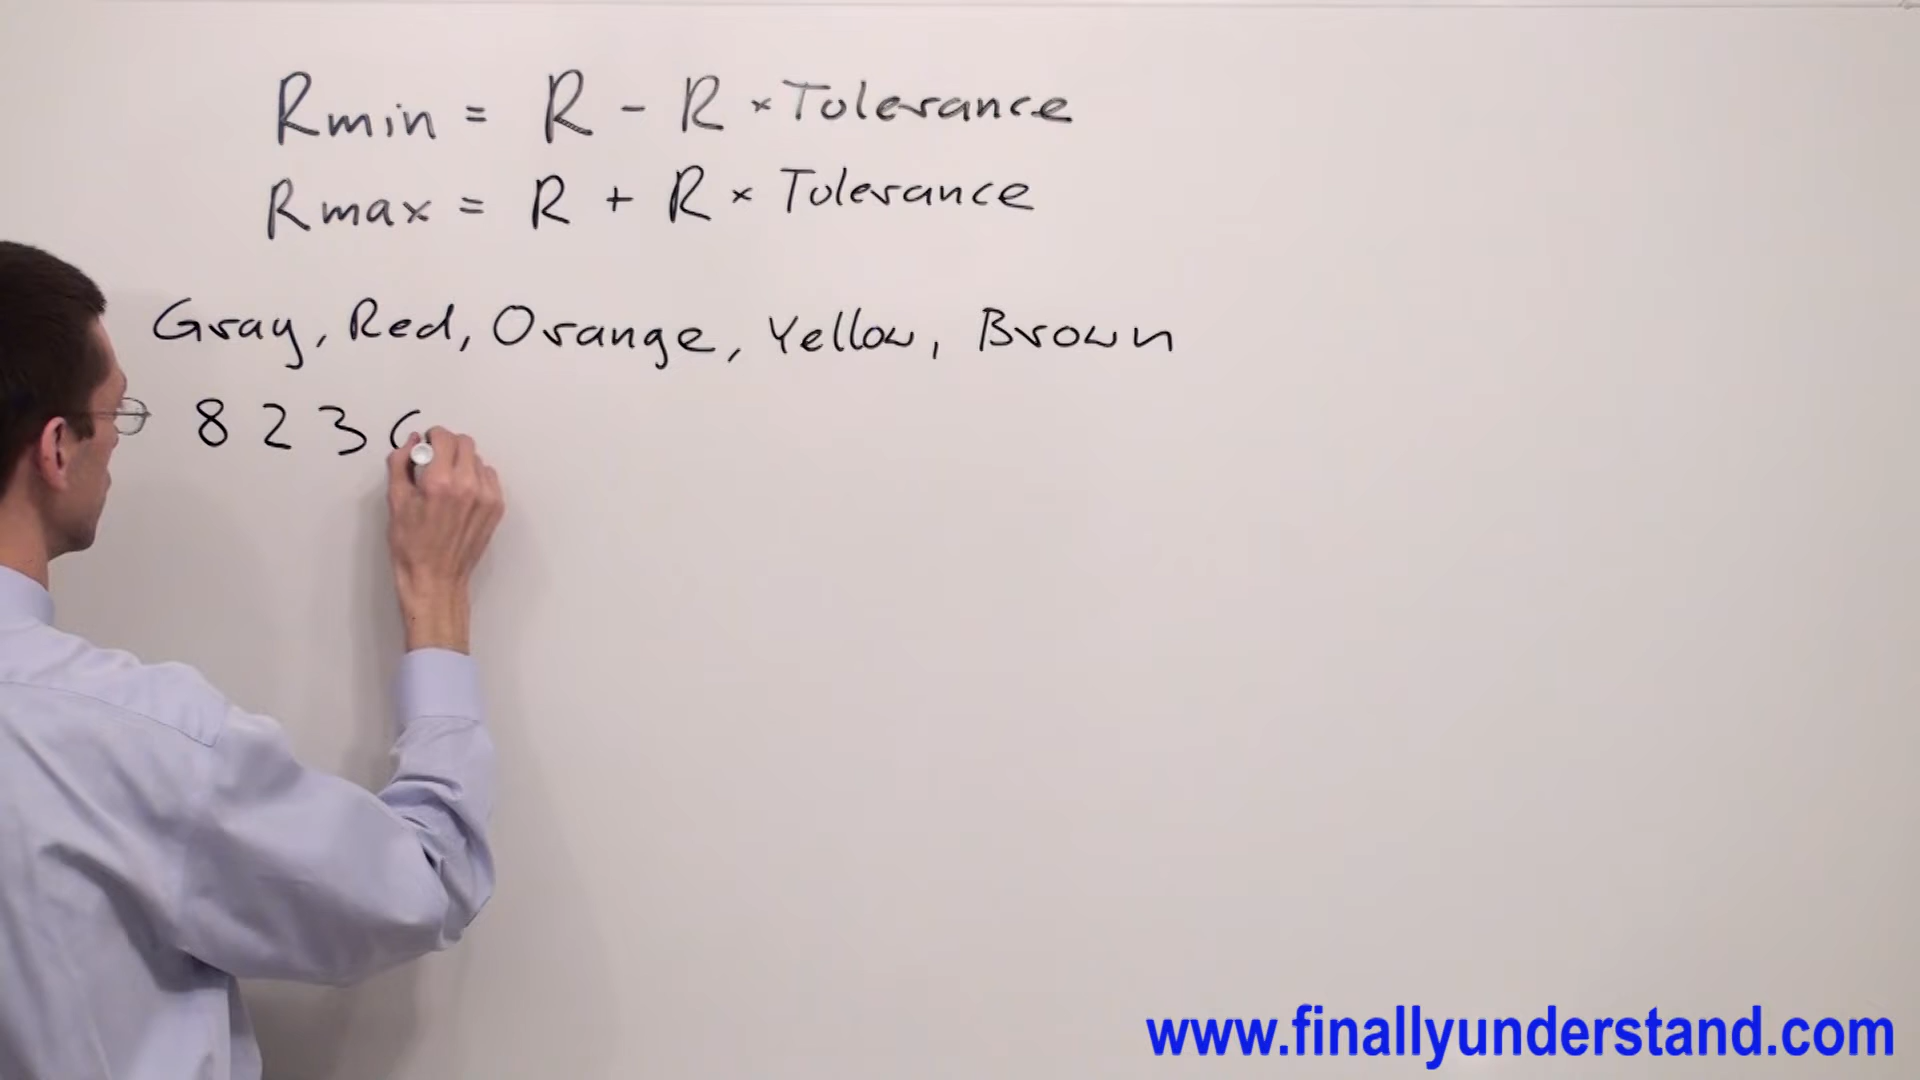 Rmin = R - R × Tolerance
Rmax = R + R × Tolerance
Gray, Red, Orange, Yellow, Brown
8 2 3
www.finallyunderstand.com